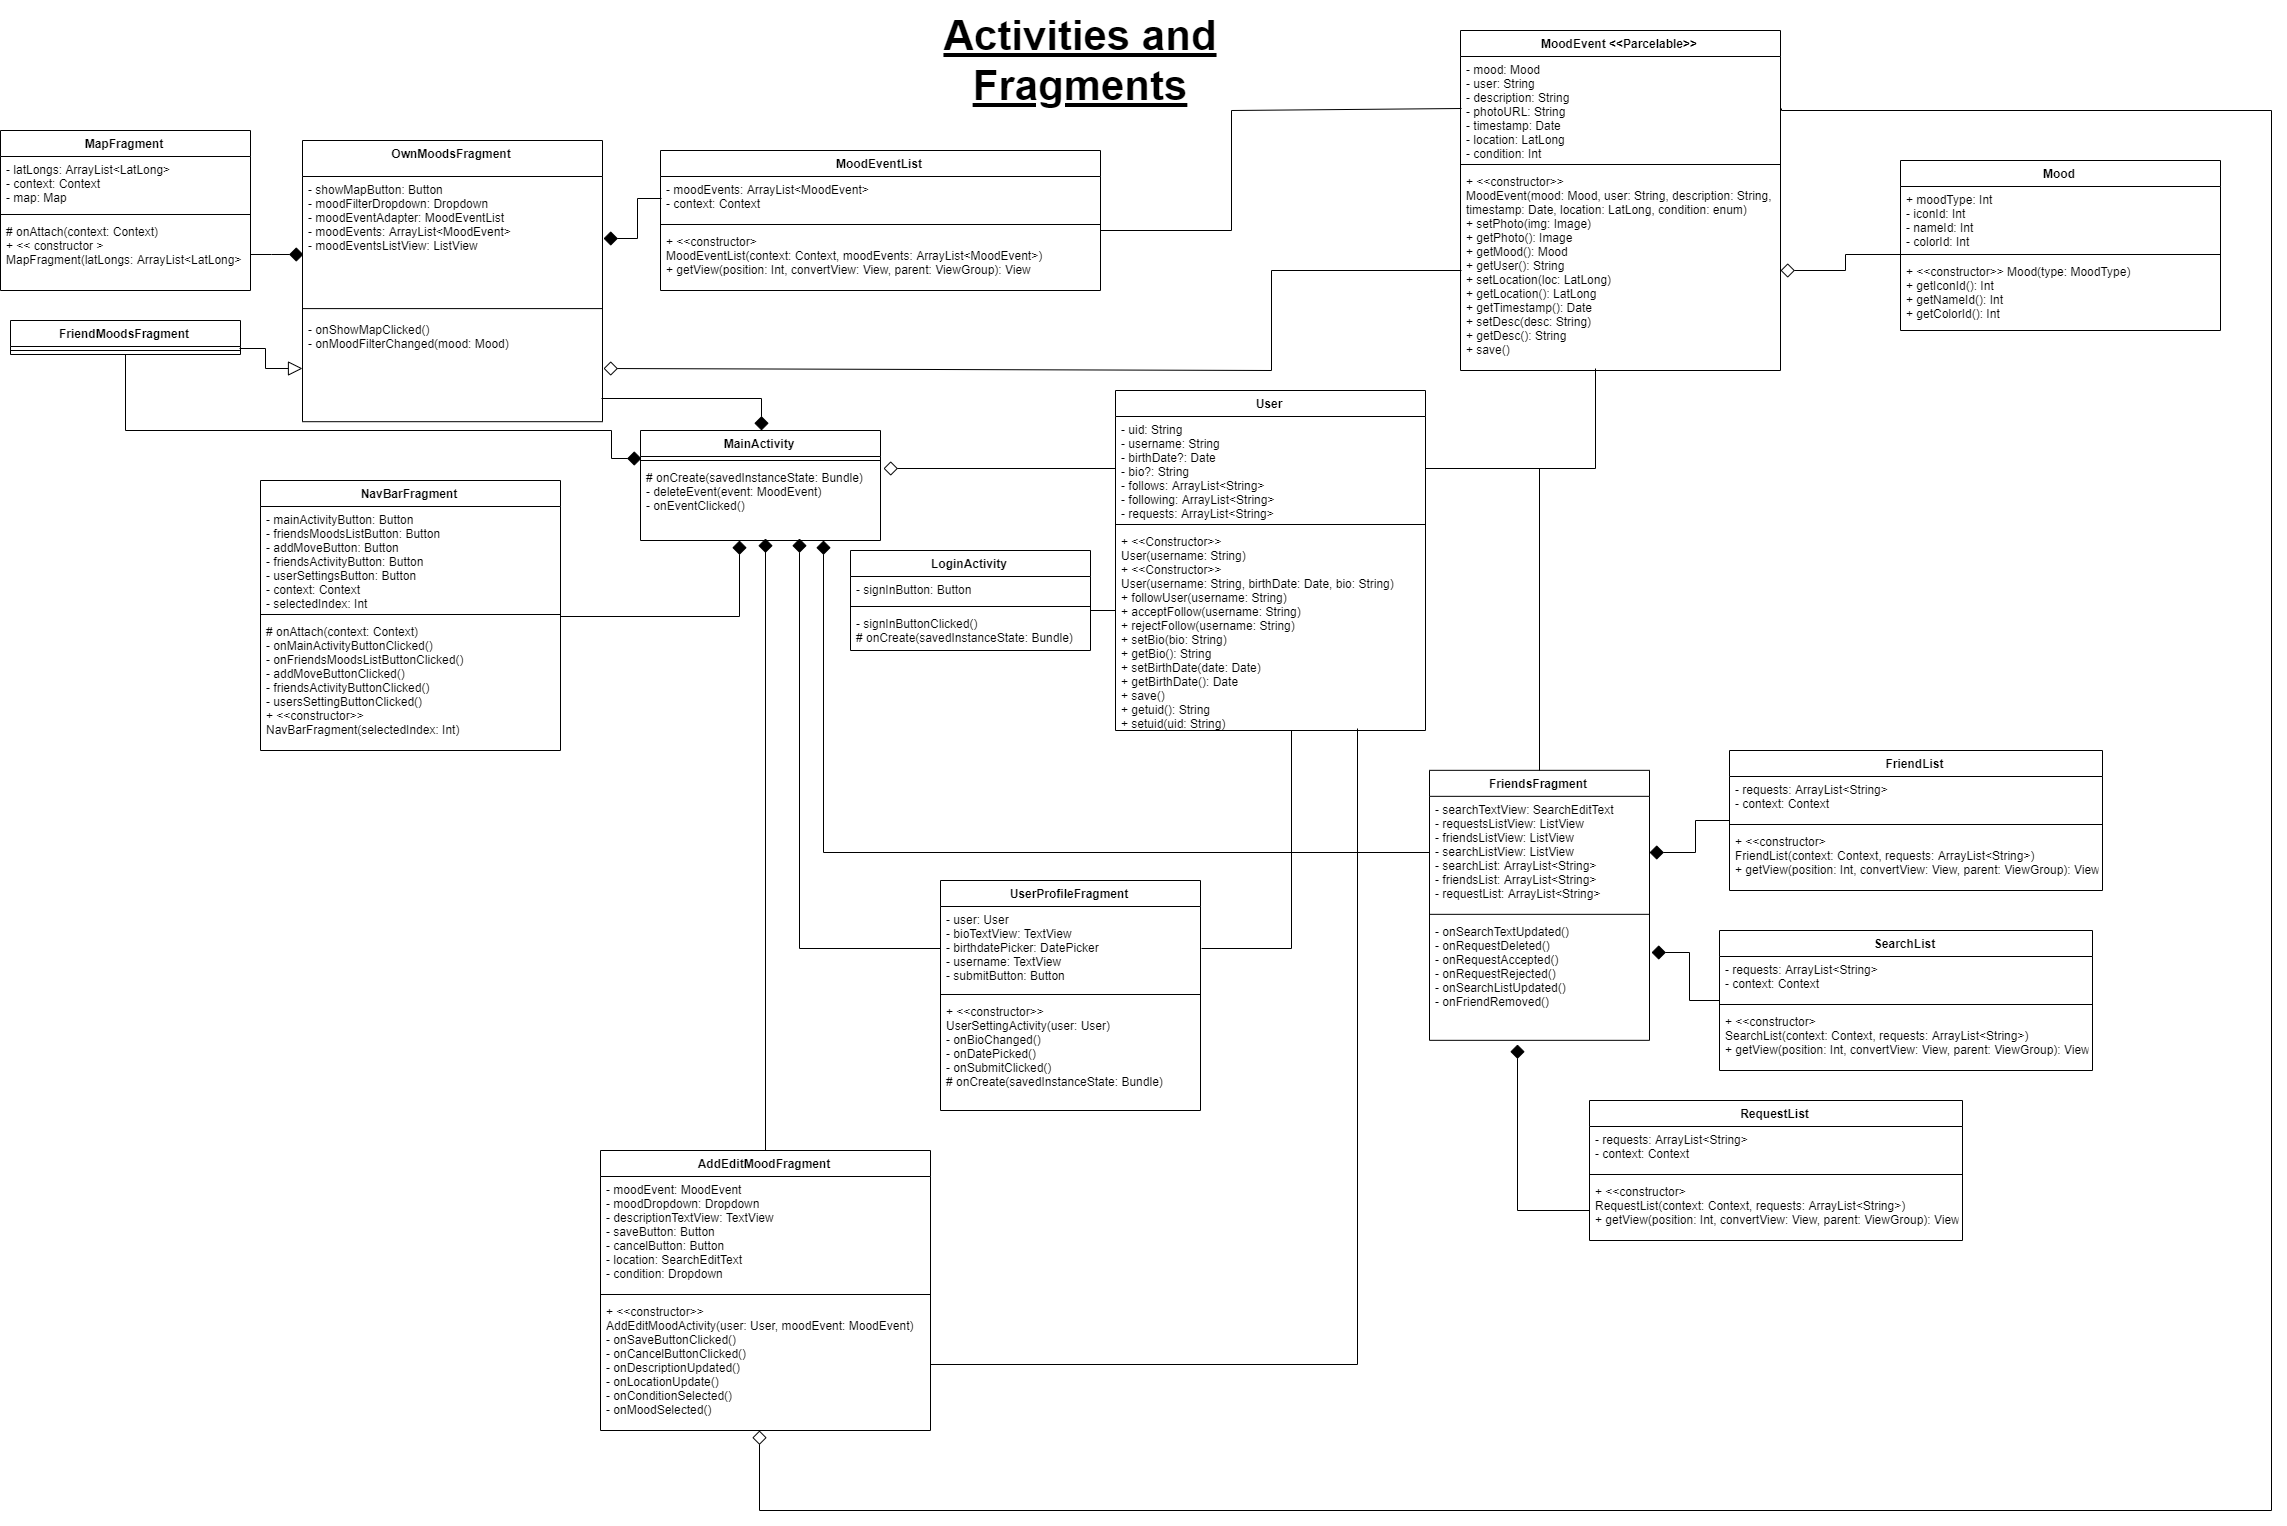 Activities and
Fragments
MoodEvent <<Parcelable>>
- mood: Mood
- user: String
- description: String
- photoURL: String
- timestamp: Date
- location: LatLong
- condition: Int
+ <<constructor>>
MoodEvent(mood: Mood, user: String, description: String,
timestamp: Date, location: LatLong, condition: enum)
+ setPhoto(img: Image)
+ getPhoto(): Image
+ getMood(): Mood
+ getUser(): String
+ setLocation(loc: LatLong)
+ getLocation(): LatLong
+ getTimestamp(): Date
+ setDesc(desc: String)
+ getDesc(): String
+ save()
MapFragment
- latLongs: ArrayList<LatLong>
- context: Context
- map: Map
# onAttach(context: Context)
+ << constructor >
MapFragment(latLongs: ArrayList<LatLong>
OwnMoodsFragment
- showMapButton: Button
- moodFilterDropdown: Dropdown
- moodEventAdapter: MoodEventList
- moodEvents: ArrayList<MoodEvent>
- moodEventsListView: ListView
- onShowMapClicked()
- onMoodFilterChanged(mood: Mood)
MoodEventList
- moodEvents: ArrayList<MoodEvent>
- context: Context
+ <<constructor>
MoodEventList(context: Context, moodEvents: ArrayList<MoodEvent>)
+ getView(position: Int, convertView: View, parent: ViewGroup): View
Mood
+ moodType: Int
- iconId: Int
- nameId: Int
- colorId: Int
+ <<constructor>> Mood(type: MoodType)
+ getIconId(): Int
+ getNameId(): Int
+ getColorId(): Int
FriendMoodsFragment
User
- uid: String
- username: String
- birthDate?: Date
- bio?: String
- follows: ArrayList<String>
- following: ArrayList<String>
- requests: ArrayList<String>
+ <<Constructor>>
User(username: String)
+ <<Constructor>>
User(username: String, birthDate: Date, bio: String)
+ followUser(username: String)
+ acceptFollow(username: String)
+ rejectFollow(username: String)
+ setBio(bio: String)
+ getBio(): String
+ setBirthDate(date: Date)
+ getBirthDate(): Date
+ save()
+ getuid(): String
+ setuid(uid: String)
MainActivity
# onCreate(savedInstanceState: Bundle)
- deleteEvent(event: MoodEvent)
- onEventClicked()
NavBarFragment
- mainActivityButton: Button
- friendsMoodsListButton: Button
- addMoveButton: Button
- friendsActivityButton: Button
- userSettingsButton: Button
- context: Context
- selectedIndex: Int
# onAttach(context: Context)
- onMainActivityButtonClicked()
- onFriendsMoodsListButtonClicked()
- addMoveButtonClicked()
- friendsActivityButtonClicked()
- usersSettingButtonClicked()
+ <<constructor>>
NavBarFragment(selectedIndex: Int)
LoginActivity
- signInButton: Button
- signInButtonClicked()
# onCreate(savedInstanceState: Bundle)
FriendsFragment
- searchTextView: SearchEditText
- requestsListView: ListView
- friendsListView: ListView
- searchListView: ListView
- searchList: ArrayList<String>
- friendsList: ArrayList<String>
- requestList: ArrayList<String>
- onSearchTextUpdated()
- onRequestDeleted()
- onRequestAccepted()
- onRequestRejected()
- onSearchListUpdated()
- onFriendRemoved()
FriendList
- requests: ArrayList<String>
- context: Context
+ <<constructor>
FriendList(context: Context, requests: ArrayList<String>)
+ getView(position: Int, convertView: View, parent: ViewGroup): View
UserProfileFragment
- user: User
- bioTextView: TextView
- birthdatePicker: DatePicker
- username: TextView
- submitButton: Button
+ <<constructor>>
UserSettingActivity(user: User)
- onBioChanged()
- onDatePicked()
- onSubmitClicked()
# onCreate(savedInstanceState: Bundle)
SearchList
- requests: ArrayList<String>
- context: Context
+ <<constructor>
SearchList(context: Context, requests: ArrayList<String>)
+ getView(position: Int, convertView: View, parent: ViewGroup): View
RequestList
- requests: ArrayList<String>
- context: Context
+ <<constructor>
RequestList(context: Context, requests: ArrayList<String>)
+ getView(position: Int, convertView: View, parent: ViewGroup): View
AddEditMoodFragment
- moodEvent: MoodEvent
- moodDropdown: Dropdown
- descriptionTextView: TextView
- saveButton: Button
- cancelButton: Button
- location: SearchEditText
- condition: Dropdown
+ <<constructor>>
AddEditMoodActivity(user: User, moodEvent: MoodEvent)
- onSaveButtonClicked()
- onCancelButtonClicked()
- onDescriptionUpdated()
- onLocationUpdate()
- onConditionSelected()
- onMoodSelected()